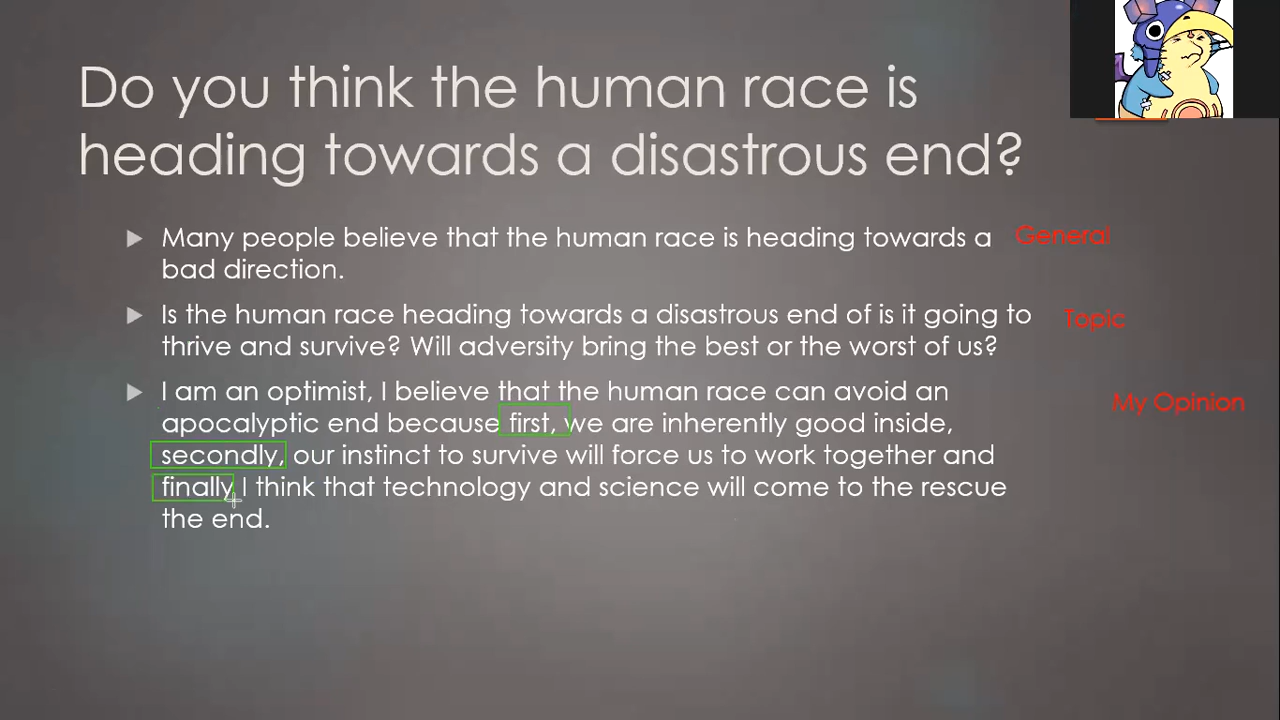 Do you think the human race is
heading towards a disastrous end?
Many people believe that the human race is heading towards a
bad direction.
General
Is the human race heading towards a disastrous end of is it going to
thrive and survive? Will adversity bring the best or the worst of us?
Topic
I am an optimist, I believe that the human race can avoid an
apocalyptic end because first, we are inherently good inside,
secondly, our instinct to survive will force us to work together and
finally I think that technology and science will come to the rescue
the end.
My Opinion